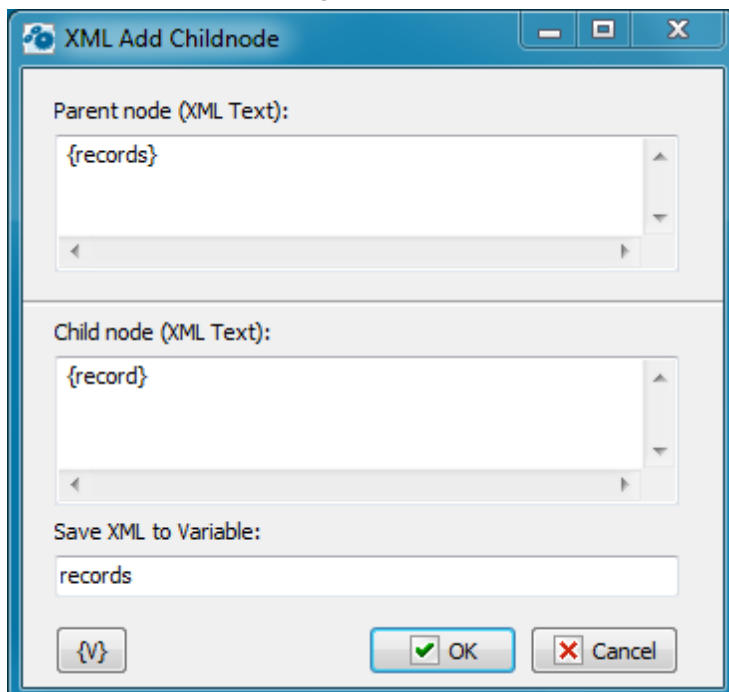 XML Add Childnode
Parent node (XML Text):
{records}
Child node (XML Text):
{record}
Save XML to Variable:
records
{V} OK Cancel